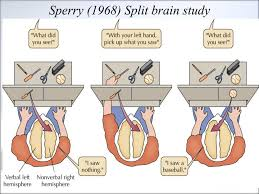 Sperry (1968) Split brain study
"What did
you see?"
"With your left hand,
pick up what you saw"
"What did
you see?"
Verbal left
hemisphere
Nonverbal right
hemisphere
"I saw
nothing."
"I saw a
baseball."